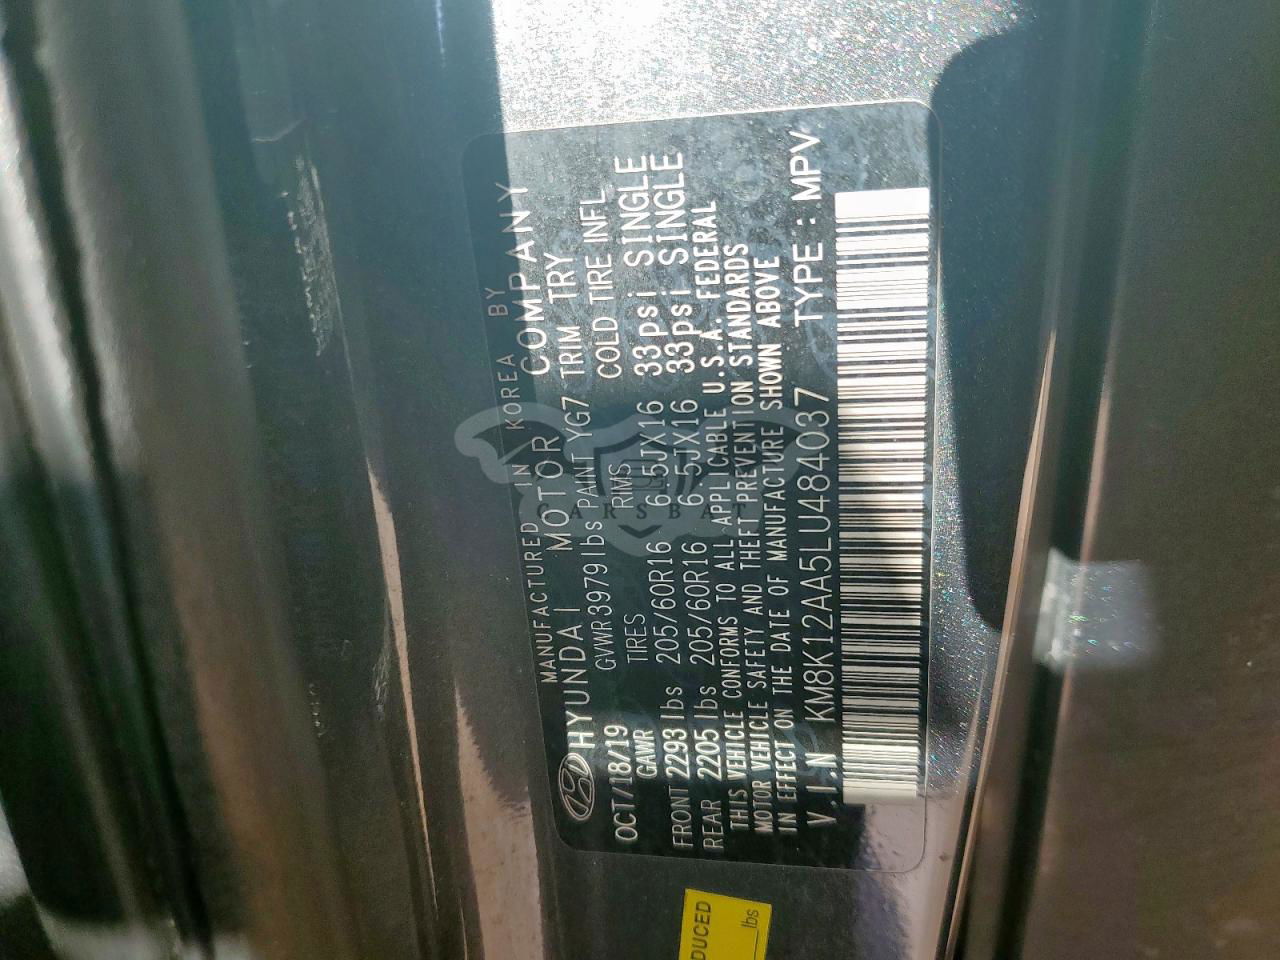 MANUFACTURED IN KOREA BY
HYUNDAI MOTOR COMPANY
OCT/18/19 GVWR 3979 lbs PAINT YG7 TRIM TRY
GAWR TIRES RIMS COLD TIRE INFL
FRONT 2293 lbs 205/60R16 6.5JX16 33psi SINGLE
REAR 2205 lbs 205/60R16 6.5JX16 33psi SINGLE
THIS VEHICLE CONFORMS TO ALL APPLICABLE U.S.A. FEDERAL
MOTOR VEHICLE SAFETY AND THEFT PREVENTION STANDARDS
IN EFFECT ON THE DATE OF MANUFACTURE SHOWN ABOVE
V.I.N KM8K12AA5LU484037 TYPE : MPV
CARSBAT
DUCED
lbs